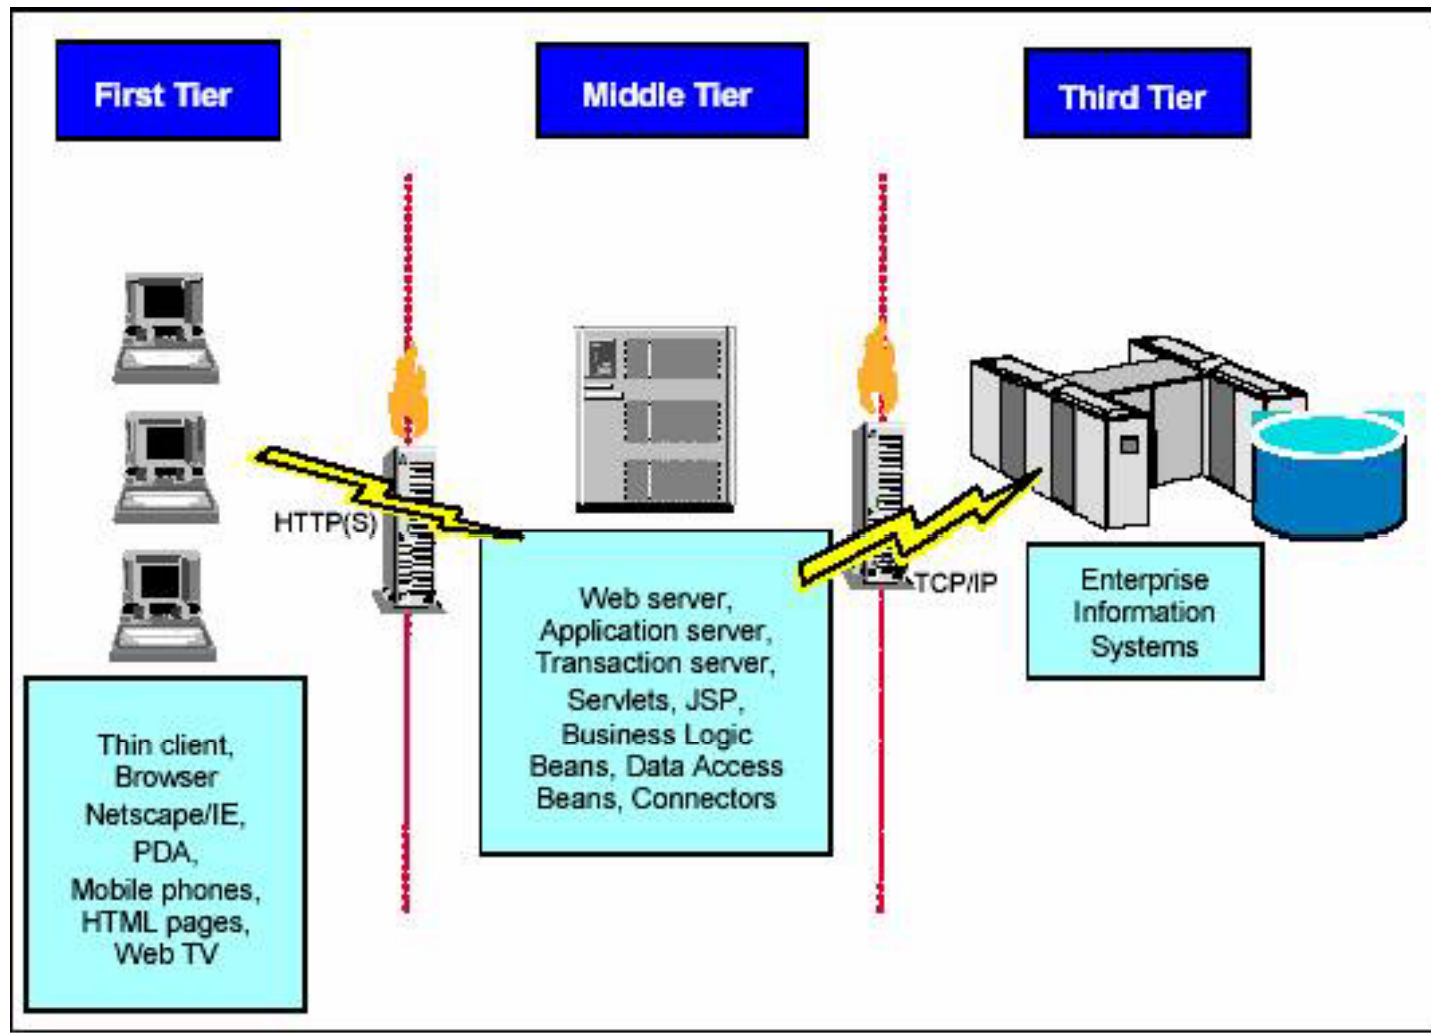 First Tier
Middle Tier
Third Tier
HTTP(S)
TCP/IP
Thin client,
Browser
Netscape/IE,
PDA,
Mobile phones,
HTML pages,
Web TV
Web server,
Application server,
Transaction server,
Servlets, JSP,
Business Logic
Beans, Data Access
Beans, Connectors
Enterprise
Information
Systems